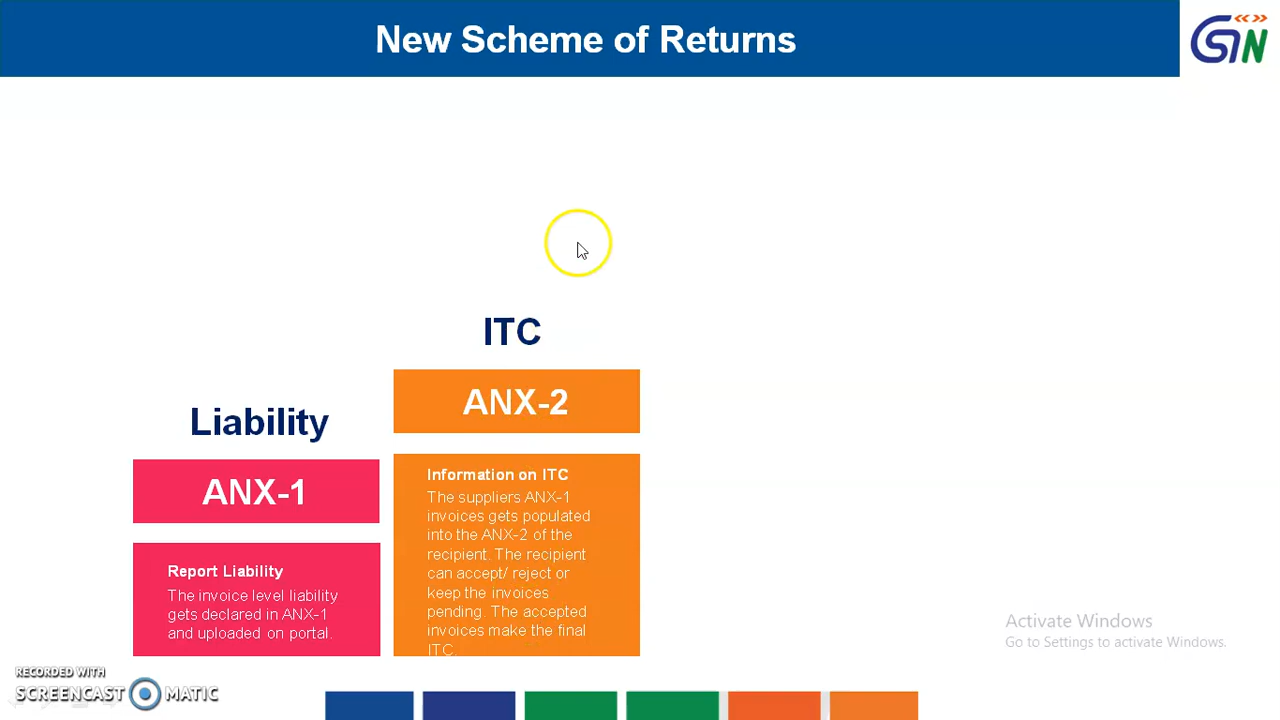 New Scheme of Returns
GSTN
ITC
ANX-2
Liability
ANX-1
Information on ITC
The suppliers ANX-1
invoices gets populated
into the ANX-2 of the
recipient. The recipient
can accept/ reject or
keep the invoices
pending. The accepted
invoices make the final
ITC.
Report Liability
The invoice level liability
gets declared in ANX-1
and uploaded on portal.
Activate Windows
Go to Settings to activate Windows.
RECORDED WITH
SCREENCAST MATIC